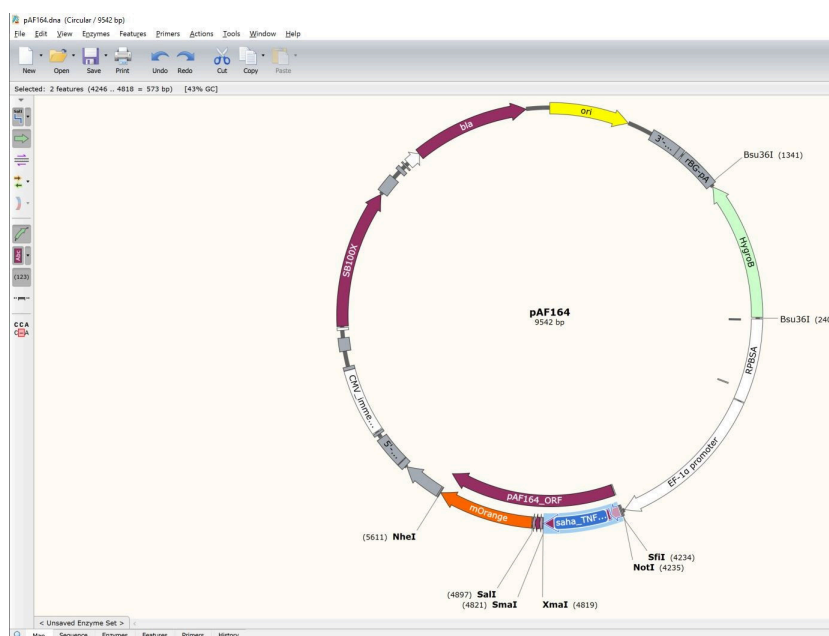 pAF164.dna (Circular / 9542 bp)
File Edit View Enzymes Features Primers Actions Tools Window Help
New Open Save Print Undo Redo Cut Copy Paste
Selected: 2 features (4246 .. 4818 = 573 bp) [43% GC]
bla
ori
3'-...
rBG-pA
Bsu36I (1341)
HygroB
SB100X
pAF164
9542 bp
Bsu36I (240
RPBSA
CMV_imme...
EF-1α promoter
5'-...
pAF164_ORF
mOrange
saha_TNF...
(5611) NheI
SfiI (4234)
NotI (4235)
(4897) SalI
(4821) SmaI
XmaI (4819)
(123)
CCA
< Unsaved Enzyme Set >
Map Sequence Enzymes Features Primers History